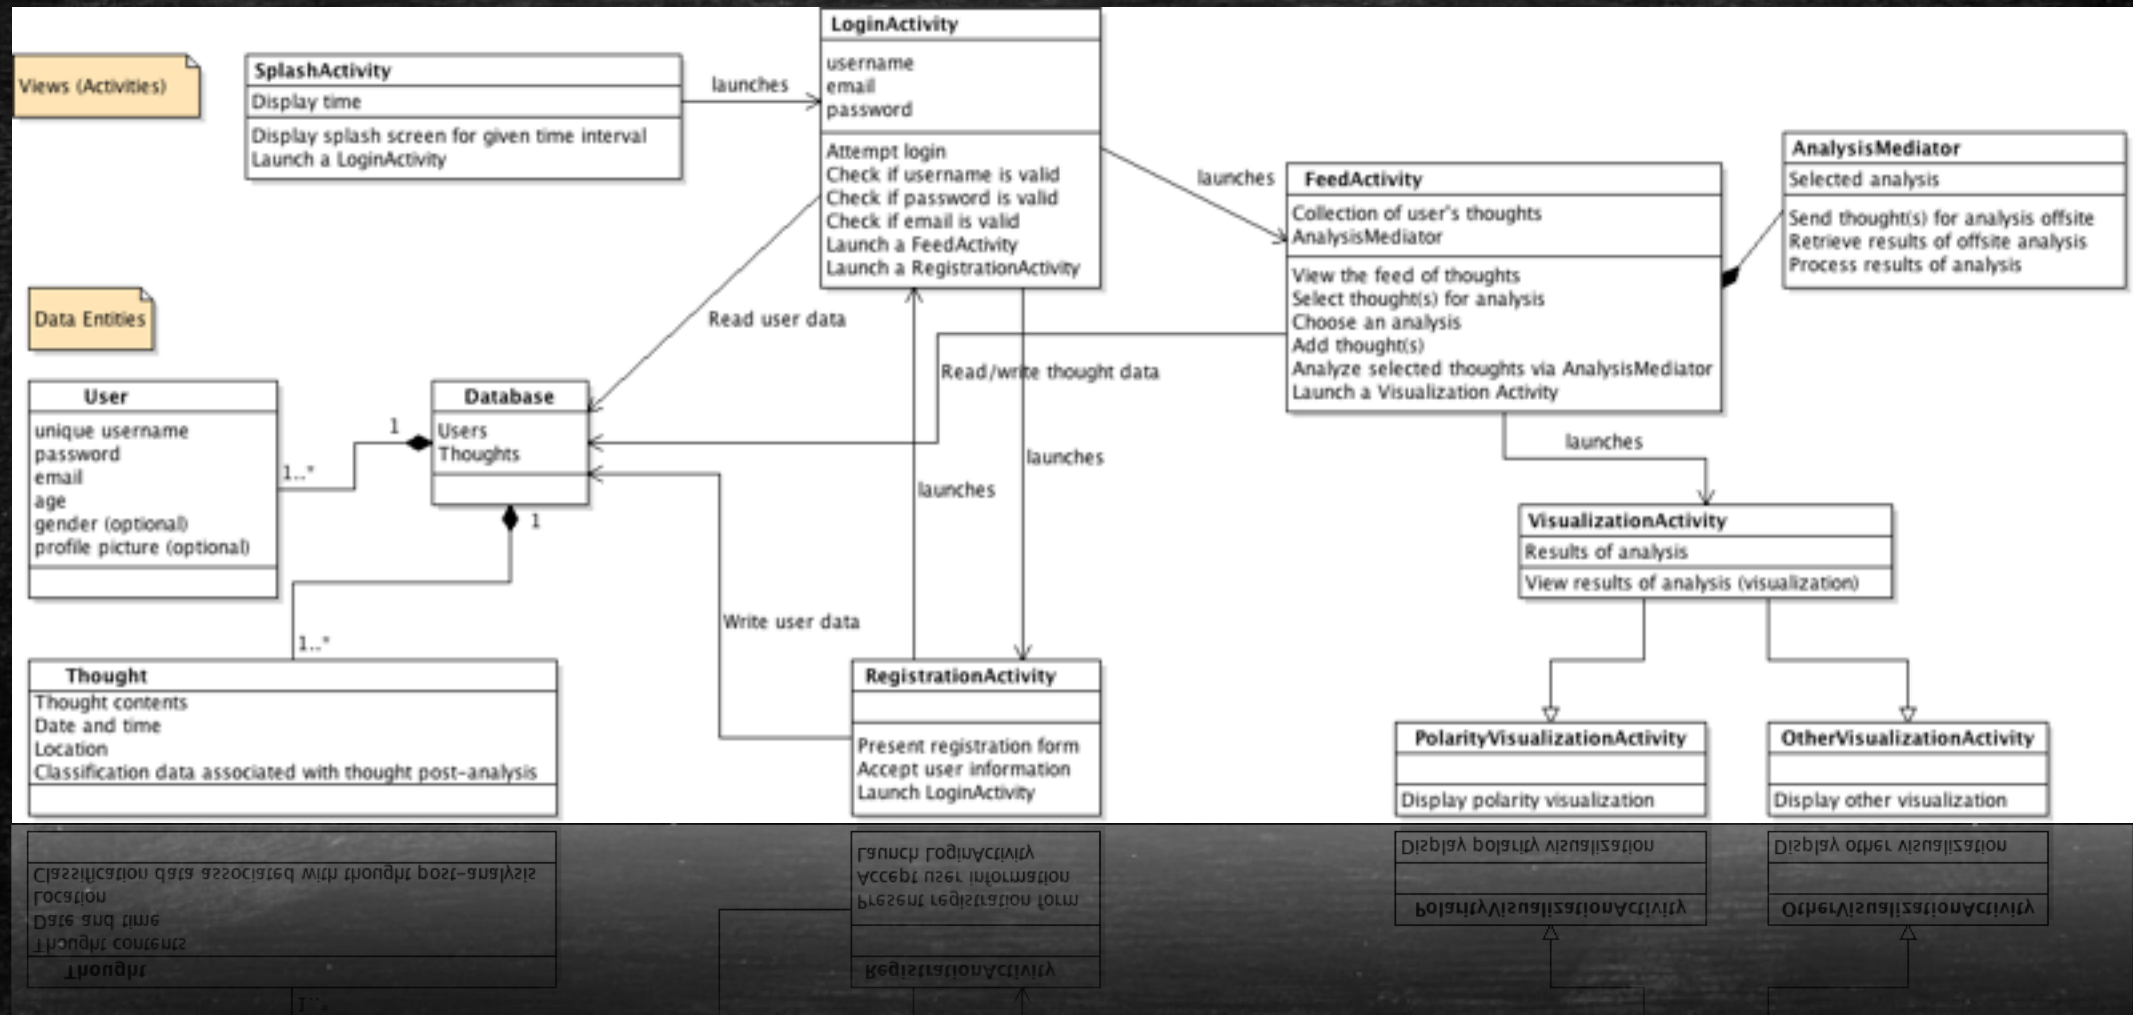 Views (Activities)
SplashActivity
Display time
Display splash screen for given time interval
Launch a LoginActivity
launches
LoginActivity
username
email
password
Attempt login
Check if username is valid
Check if password is valid
Check if email is valid
Launch a FeedActivity
Launch a RegistrationActivity
launches
FeedActivity
Collection of user's thoughts
AnalysisMediator
View the feed of thoughts
Select thought(s) for analysis
Choose an analysis
Add thought(s)
Analyze selected thoughts via AnalysisMediator
Launch a Visualization Activity
AnalysisMediator
Selected analysis
Send thought(s) for analysis offsite
Retrieve results of offsite analysis
Process results of analysis
Data Entities
Read user data
Read/write thought data
User
unique username
password
email
age
gender (optional)
profile picture (optional)
1
1..*
Database
Users
Thoughts
1
1..*
launches
launches
launches
VisualizationActivity
Results of analysis
View results of analysis (visualization)
Write user data
Thought
Thought contents
Date and time
Location
Classification data associated with thought post-analysis
RegistrationActivity
Present registration form
Accept user information
Launch LoginActivity
PolarityVisualizationActivity
Display polarity visualization
OtherVisualizationActivity
Display other visualization